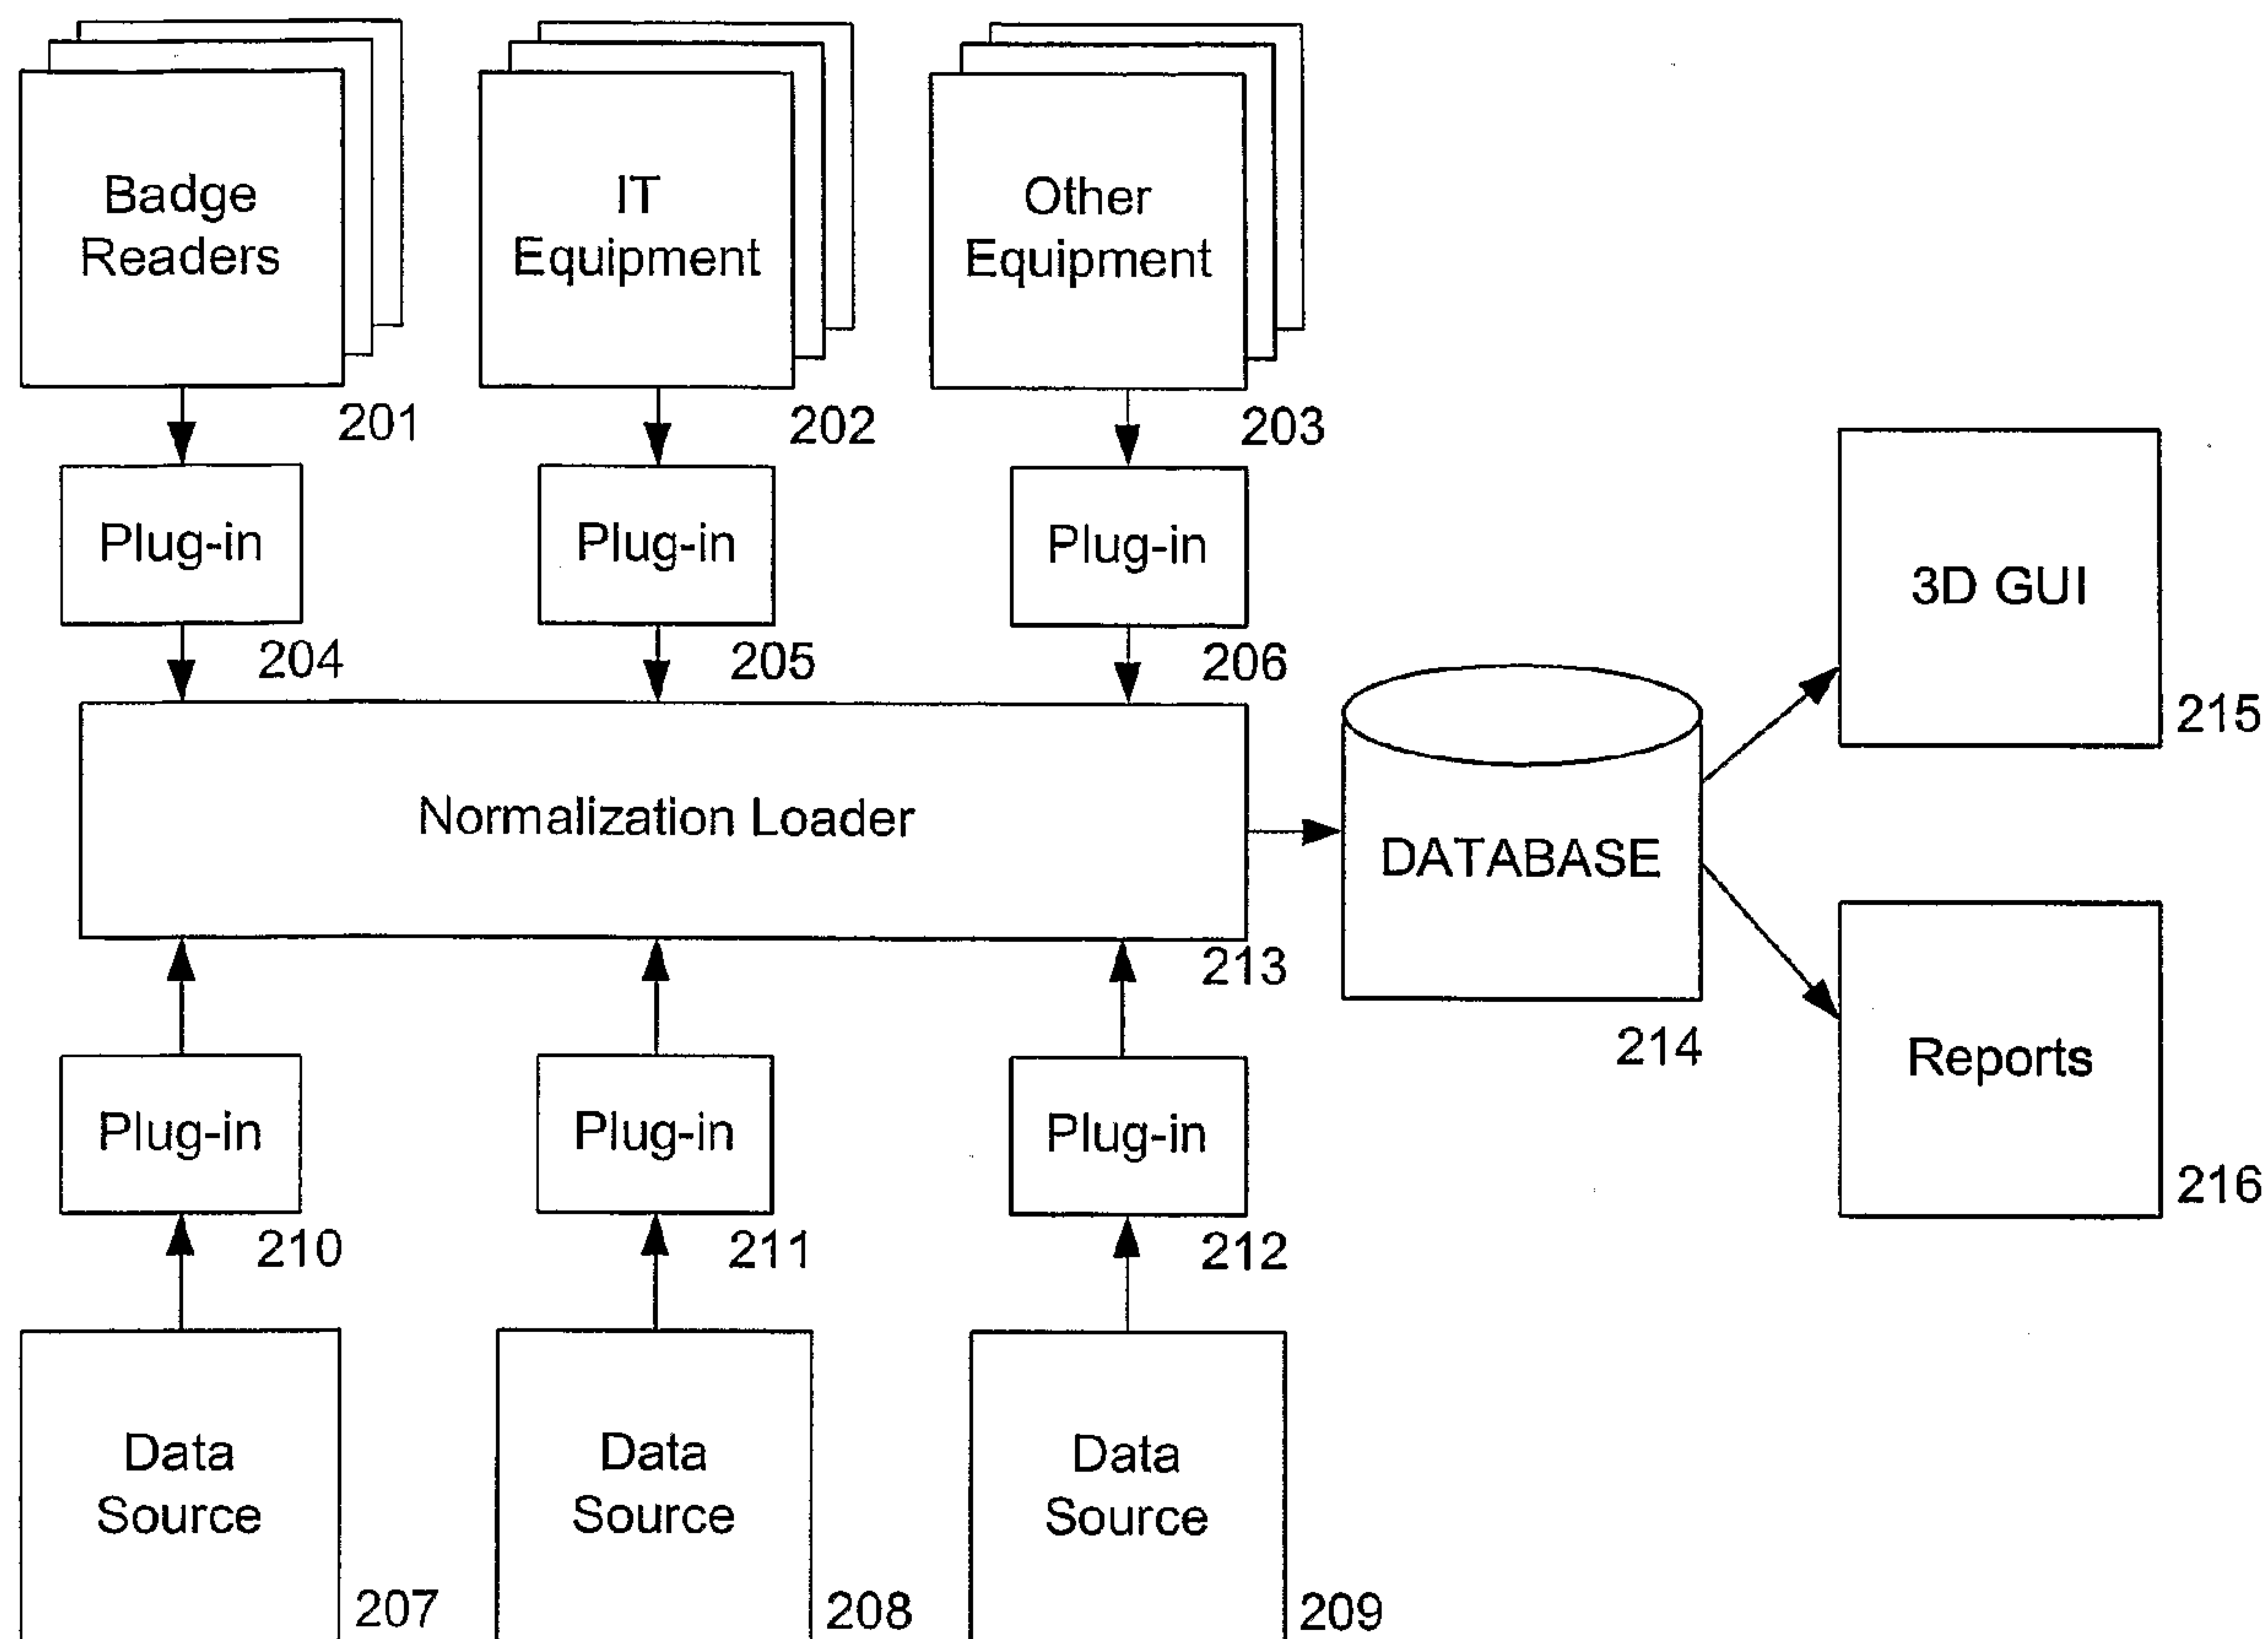 Badge
Readers
201
IT
Equipment
202
Other
Equipment
203
Plug-in
204
Plug-in
205
Plug-in
206
3D GUI
215
Normalization Loader
213
DATABASE
214
Reports
216
Plug-in
210
Plug-in
211
Plug-in
212
Data
Source
207
Data
Source
208
Data
Source
209